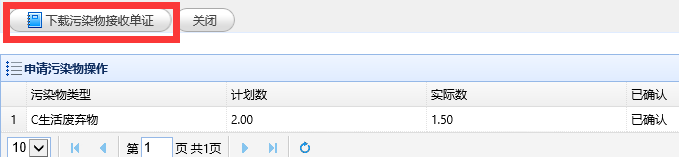 下载污染物接收单证 关闭
申请污染物操作
污染物类型 计划数 实际数 已确认
1 C生活废弃物 2.00 1.50 已确认
10 第 1 页 共1页